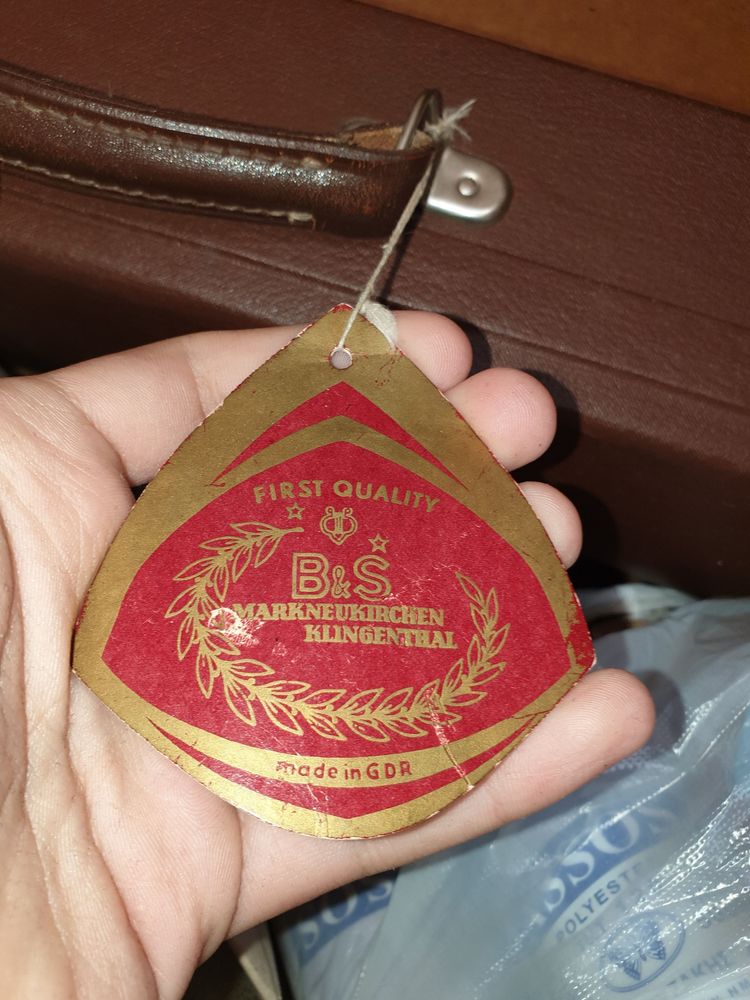 FIRST QUALITY
B&S
MARKNEUKIRCHEN
KLINGENTHAL
made in GDR